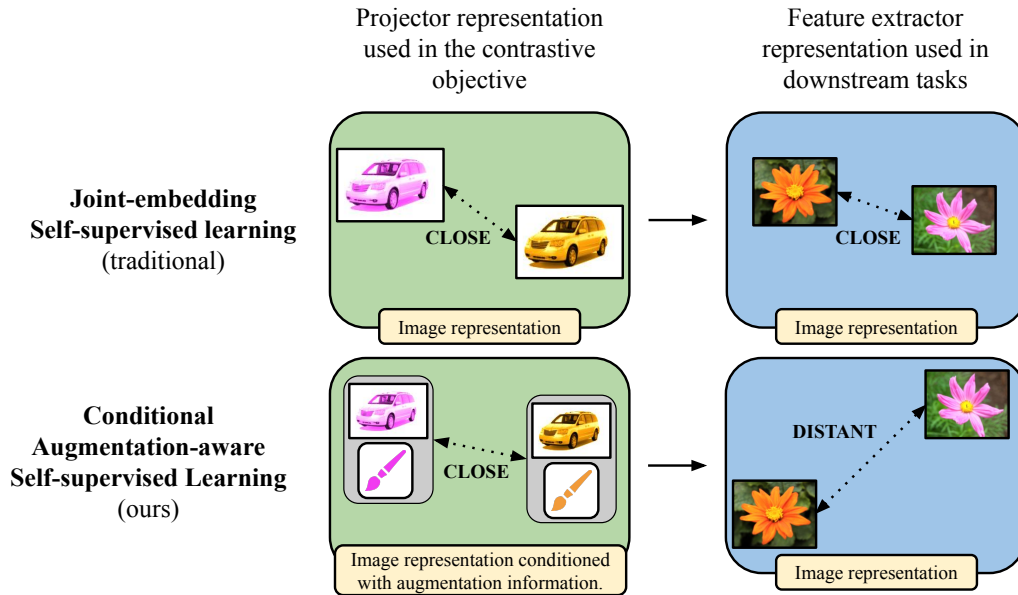 Projector representation
used in the contrastive
objective
Feature extractor
representation used in
downstream tasks
Joint-embedding
Self-supervised learning
(traditional)
CLOSE
Image representation
CLOSE
Image representation
Conditional
Augmentation-aware
Self-supervised Learning
(ours)
CLOSE
Image representation conditioned
with augmentation information.
DISTANT
Image representation